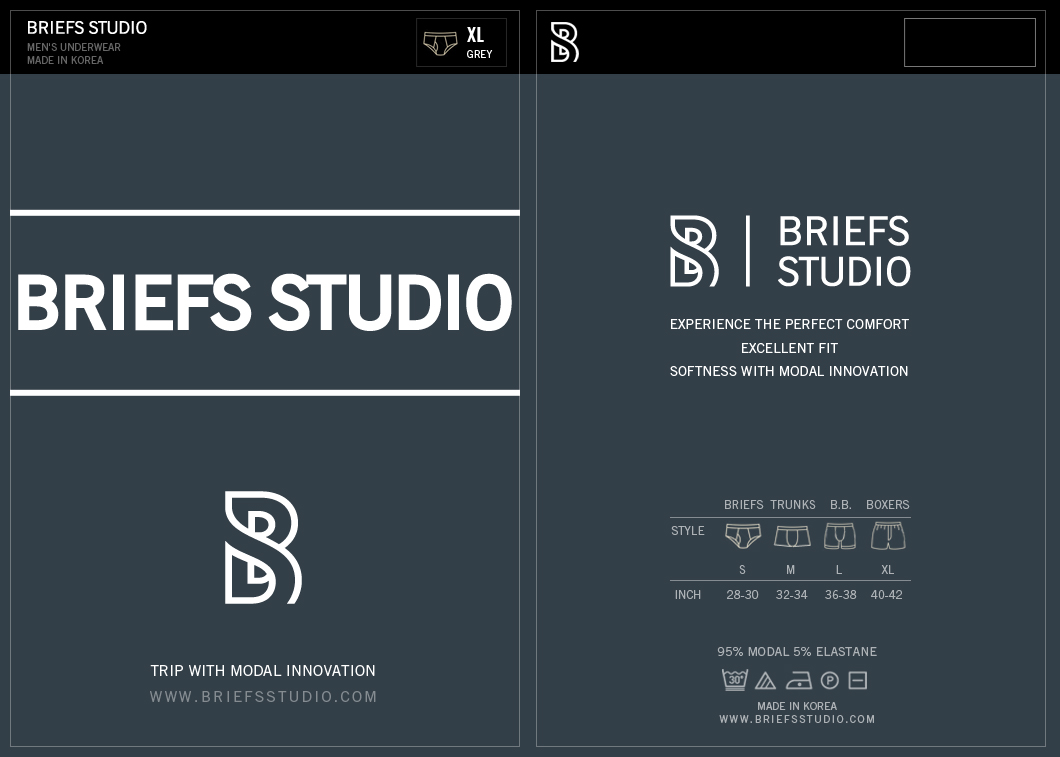 BRIEFS STUDIO
MEN'S UNDERWEAR
MADE IN KOREA
XL
GREY
BRIEFS STUDIO
TRIP WITH MODAL INNOVATION
WWW.BRIEFSSTUDIO.COM
BRIEFS
STUDIO
EXPERIENCE THE PERFECT COMFORT
EXCELLENT FIT
SOFTNESS WITH MODAL INNOVATION
BRIEFS TRUNKS B.B. BOXERS
STYLE
S M L XL
INCH 28-30 32-34 36-38 40-42
95% MODAL 5% ELASTANE
30° P
MADE IN KOREA
WWW.BRIEFSSTUDIO.COM